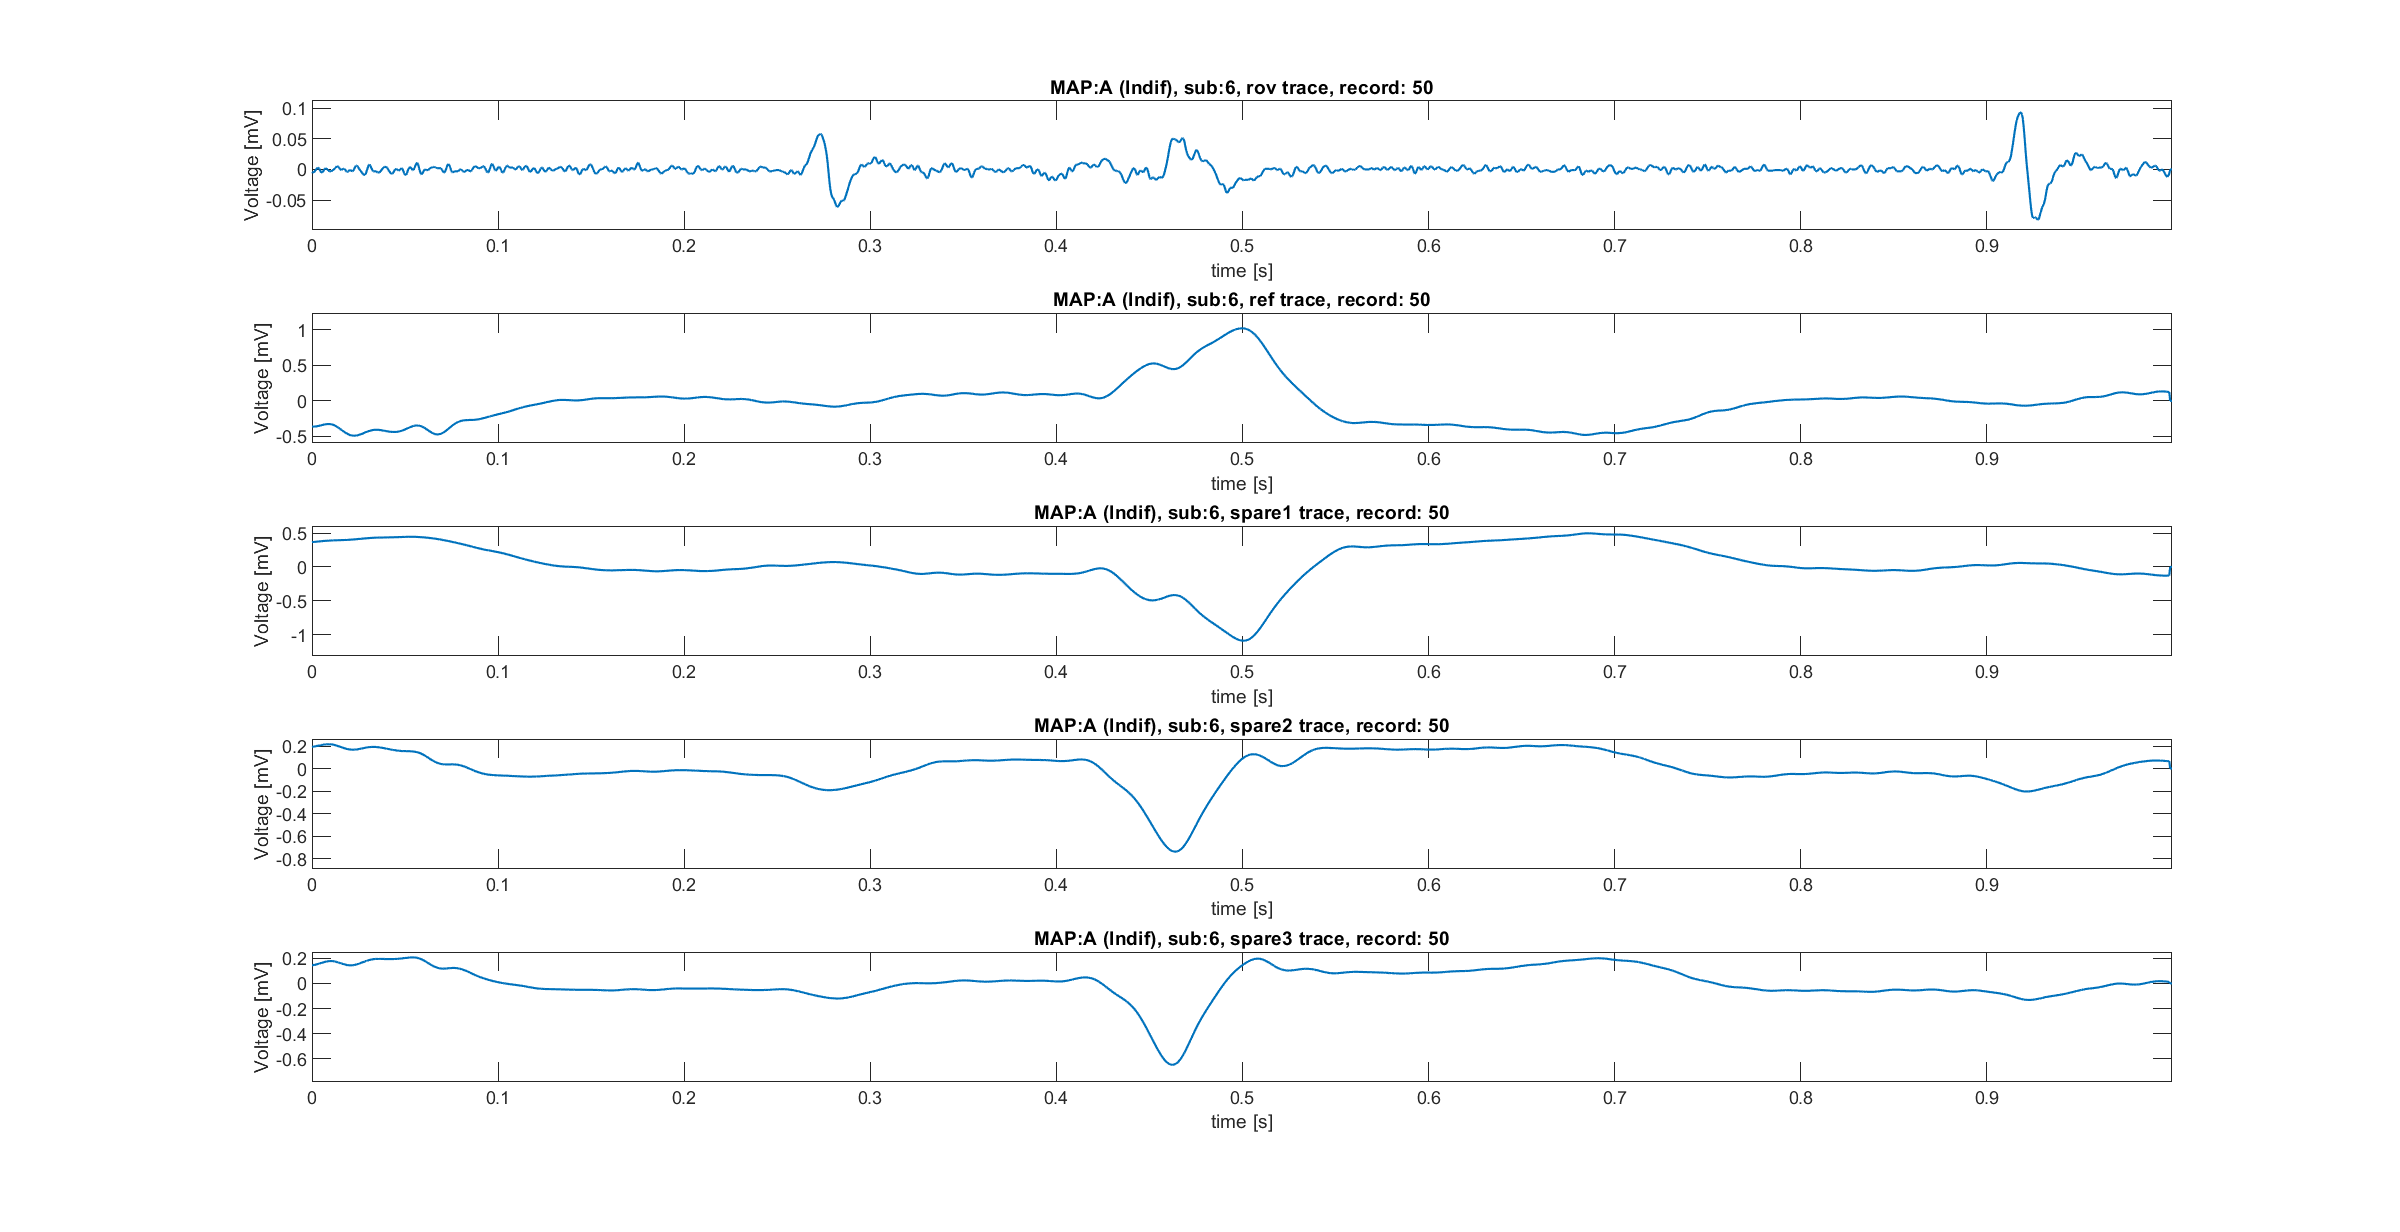 MAP:A (Indif), sub:6, rov trace, record: 50
Voltage [mV]
0.1
0.05
0
-0.05
0 0.1 0.2 0.3 0.4 0.5 0.6 0.7 0.8 0.9
time [s]
MAP:A (Indif), sub:6, ref trace, record: 50
Voltage [mV]
1
0.5
0
-0.5
0 0.1 0.2 0.3 0.4 0.5 0.6 0.7 0.8 0.9
time [s]
MAP:A (Indif), sub:6, spare1 trace, record: 50
Voltage [mV]
0.5
0
-0.5
-1
0 0.1 0.2 0.3 0.4 0.5 0.6 0.7 0.8 0.9
time [s]
MAP:A (Indif), sub:6, spare2 trace, record: 50
Voltage [mV]
0.2
0
-0.2
-0.4
-0.6
-0.8
0 0.1 0.2 0.3 0.4 0.5 0.6 0.7 0.8 0.9
time [s]
MAP:A (Indif), sub:6, spare3 trace, record: 50
Voltage [mV]
0.2
0
-0.2
-0.4
-0.6
0 0.1 0.2 0.3 0.4 0.5 0.6 0.7 0.8 0.9
time [s]